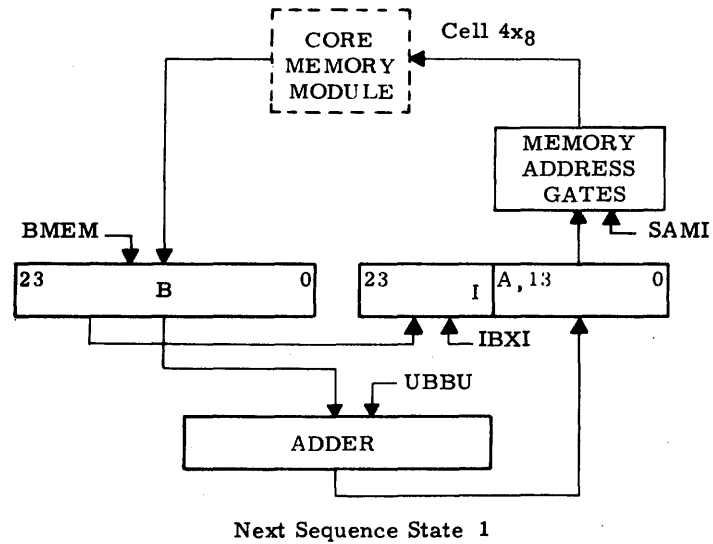 CORE
MEMORY
MODULE
Cell 4x8
MEMORY
ADDRESS
GATES
BMEM
SAMI
23 B 0
23 I A, 13 0
IBXI
UBBU
ADDER
Next Sequence State 1